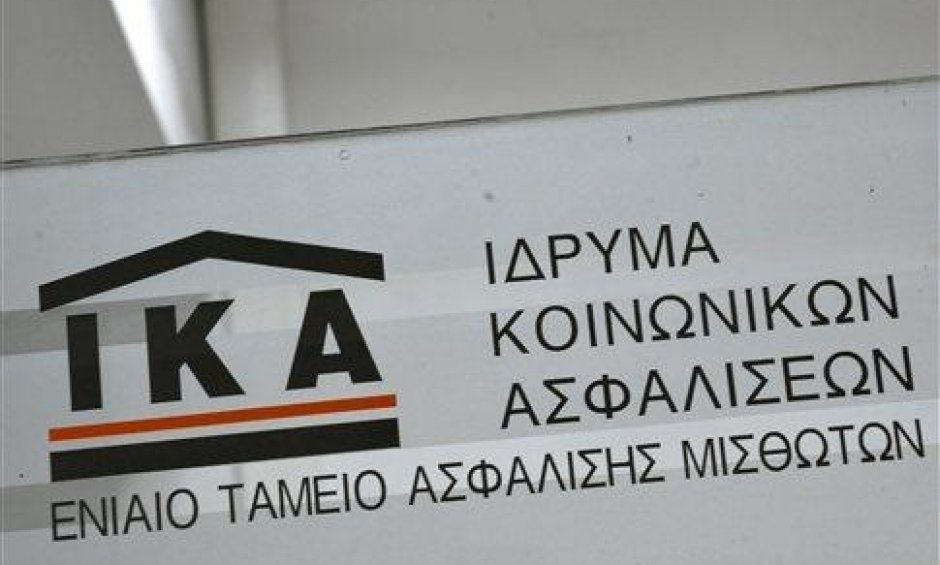 ΙΚΑ
ΙΔΡΥΜΑ
ΚΟΙΝΩΝΙΚΩΝ
ΑΣΦΑΛΙΣΕΩΝ
ΕΝΙΑΙΟ ΤΑΜΕΙΟ ΑΣΦΑΛΙΣΗΣ ΜΙΣΘΩΤΩΝ